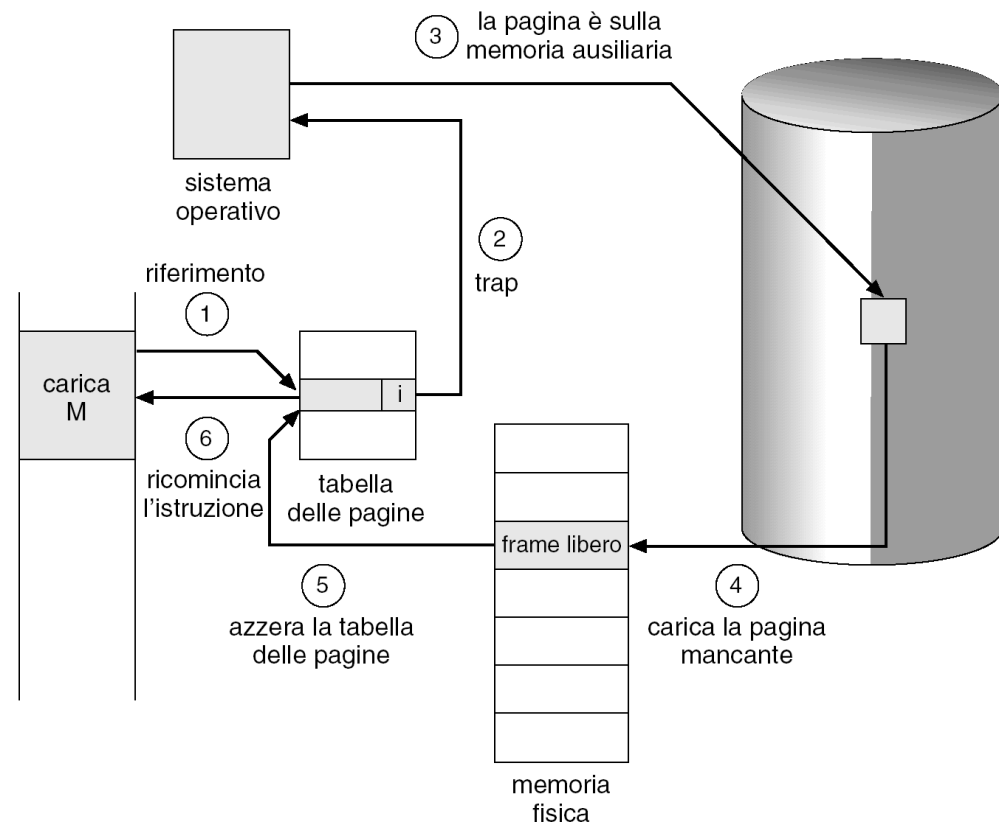 3
la pagina è sulla
memoria ausiliaria
sistema
operativo
2
trap
riferimento
1
carica
M
i
6
ricomincia
l'istruzione
tabella
delle pagine
frame libero
5
azzera la tabella
delle pagine
4
carica la pagina
mancante
memoria
fisica